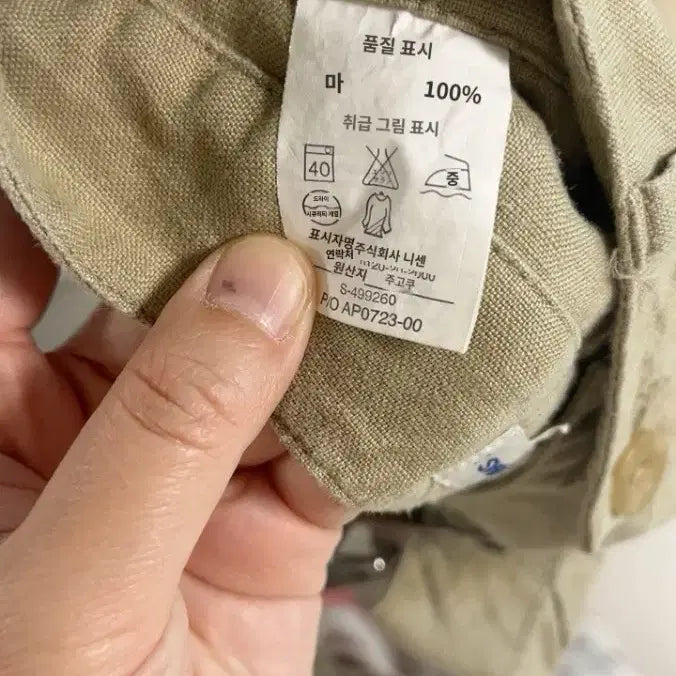 품질 표시
마 100%
취급 그림 표시
40
중
드라이
표시자명주식회사 니센
연락처
원산지 주고쿠
S-499260
P/O AP0723-00